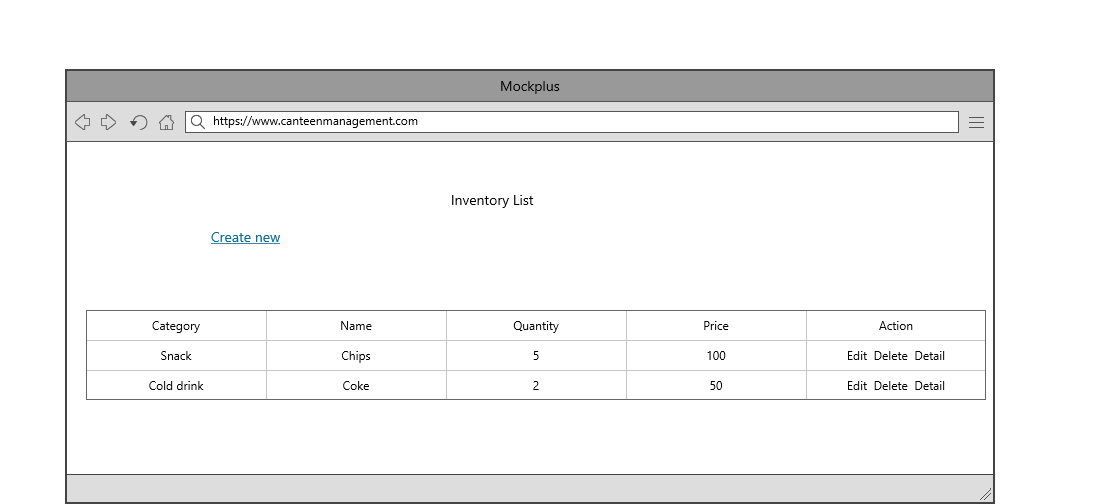 Mockplus
https://www.canteenmanagement.com
Inventory List
Create new
Category Name Quantity Price Action
Snack Chips 5 100 Edit Delete Detail
Cold drink Coke 2 50 Edit Delete Detail